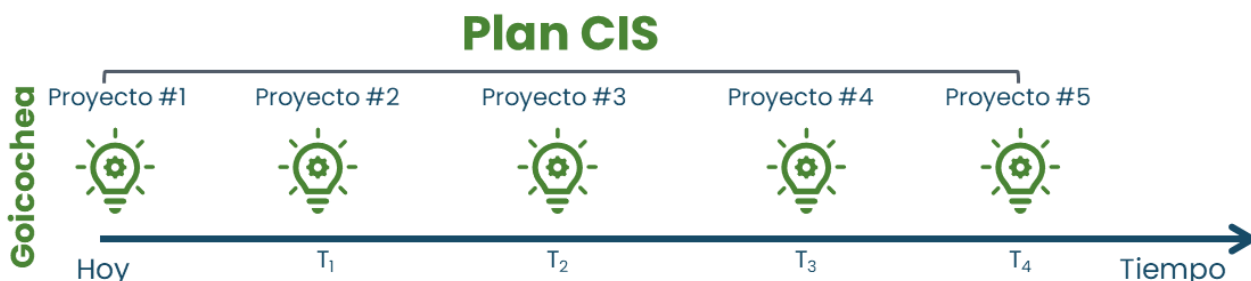 Plan CIS
Goicochea
Proyecto #1 Proyecto #2 Proyecto #3 Proyecto #4 Proyecto #5
Hoy T₁ T₂ T₃ T₄ Tiempo